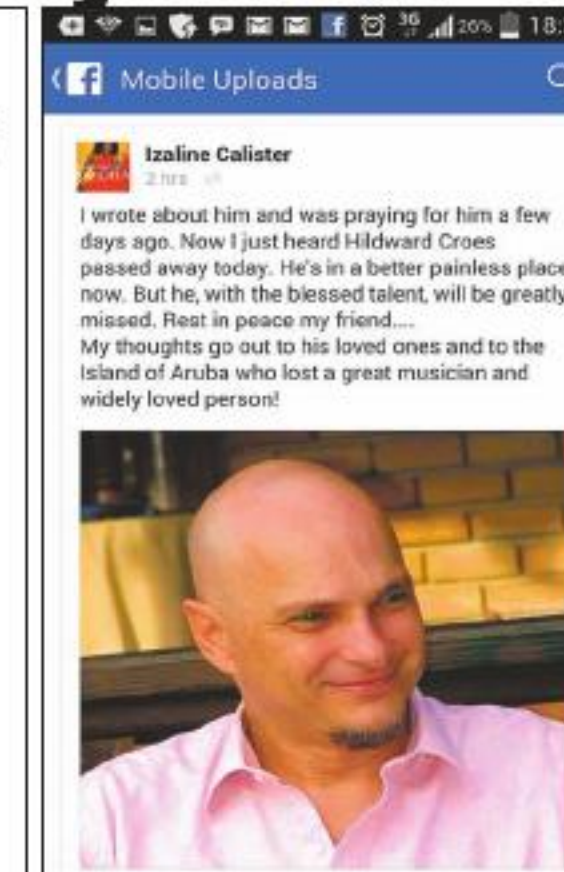 3G 26% 18:
Mobile Uploads
Izaline Calister
2 hrs
I wrote about him and was praying for him a few
days ago. Now I just heard Hildward Croes
passed away today. He's in a better painless place
now. But he, with the blessed talent, will be greatly
missed. Rest in peace my friend....
My thoughts go out to his loved ones and to the
Island of Aruba who lost a great musician and
widely loved person!